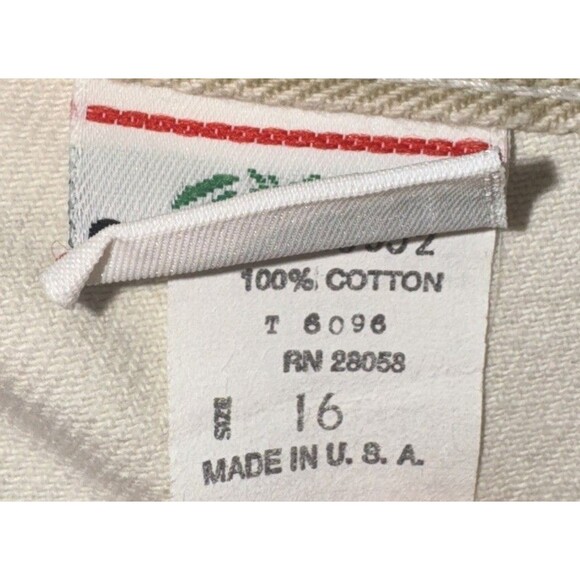 100% COTTON
T 6096
RN 28058
SIZE 16
MADE IN U. S. A.